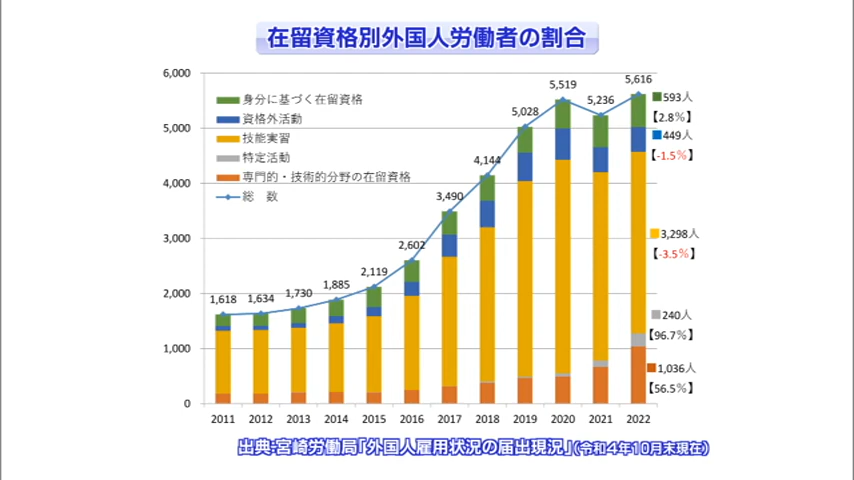 在留資格別外国人労働者の割合
6,000
5,000
4,000
3,000
2,000
1,000
0
身分に基づく在留資格
資格外活動
技能実習
特定活動
専門的・技術的分野の在留資格
総 数
1,618
1,634
1,730
1,885
2,119
2,602
3,490
4,144
5,028
5,519
5,236
5,616
593人
【2.8%】
449人
【-1.5%】
3,298人
【-3.5%】
240人
【96.7%】
1,036人
【56.5%】
2011 2012 2013 2014 2015 2016 2017 2018 2019 2020 2021 2022
出典:宮崎労働局「外国人雇用状況の届出現況」(令和4年10月末現在)